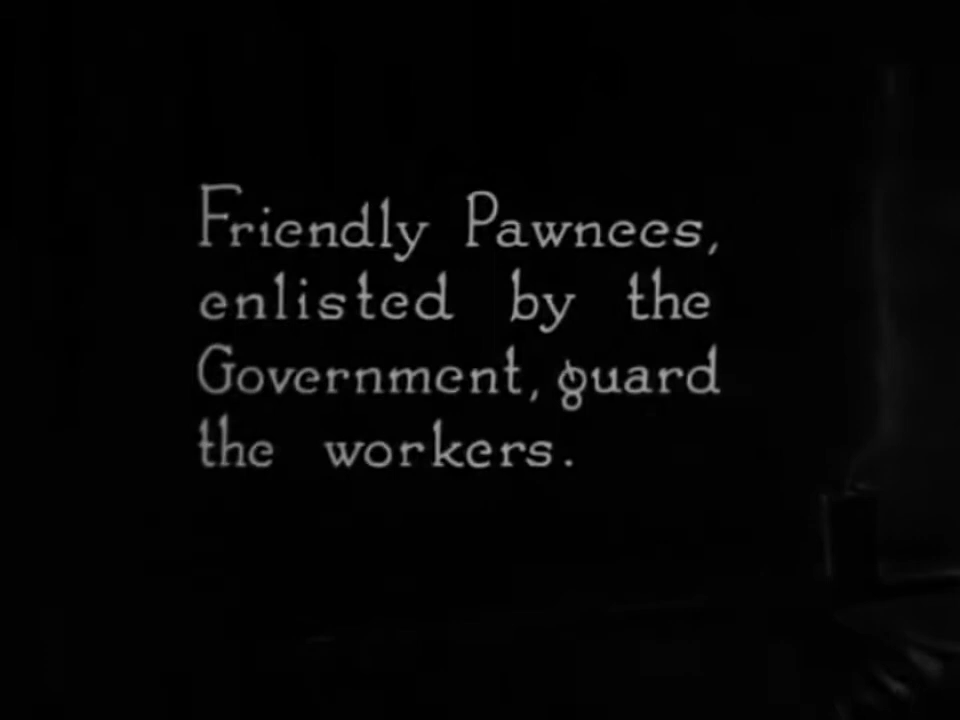 Friendly Pawnees,
enlisted by the
Government, guard
the workers.